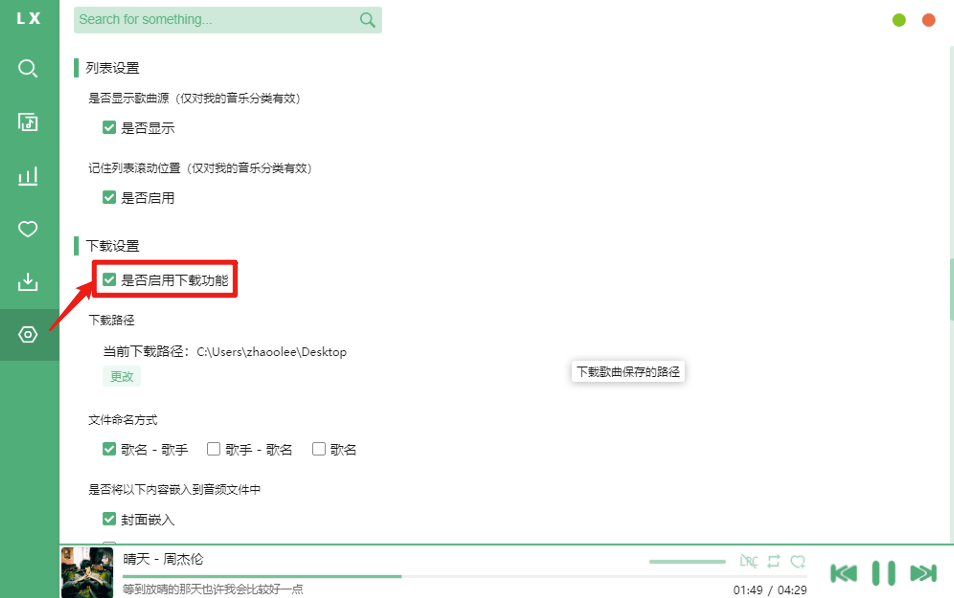 LX
Search for something...
列表设置
是否显示歌曲源（仅对我的音乐分类有效）
是否显示
记住列表滚动位置（仅对我的音乐分类有效）
是否启用
下载设置
是否启用下载功能
下载路径
当前下载路径：C:\Users\zhaoolee\Desktop
更改
下载歌曲保存的路径
文件命名方式
歌名 - 歌手 歌手 - 歌名 歌名
是否将以下内容嵌入到音频文件中
封面嵌入
晴天 - 周杰伦
LRC
等到放晴的那天也许我会比较好一点
01:49 / 04:29